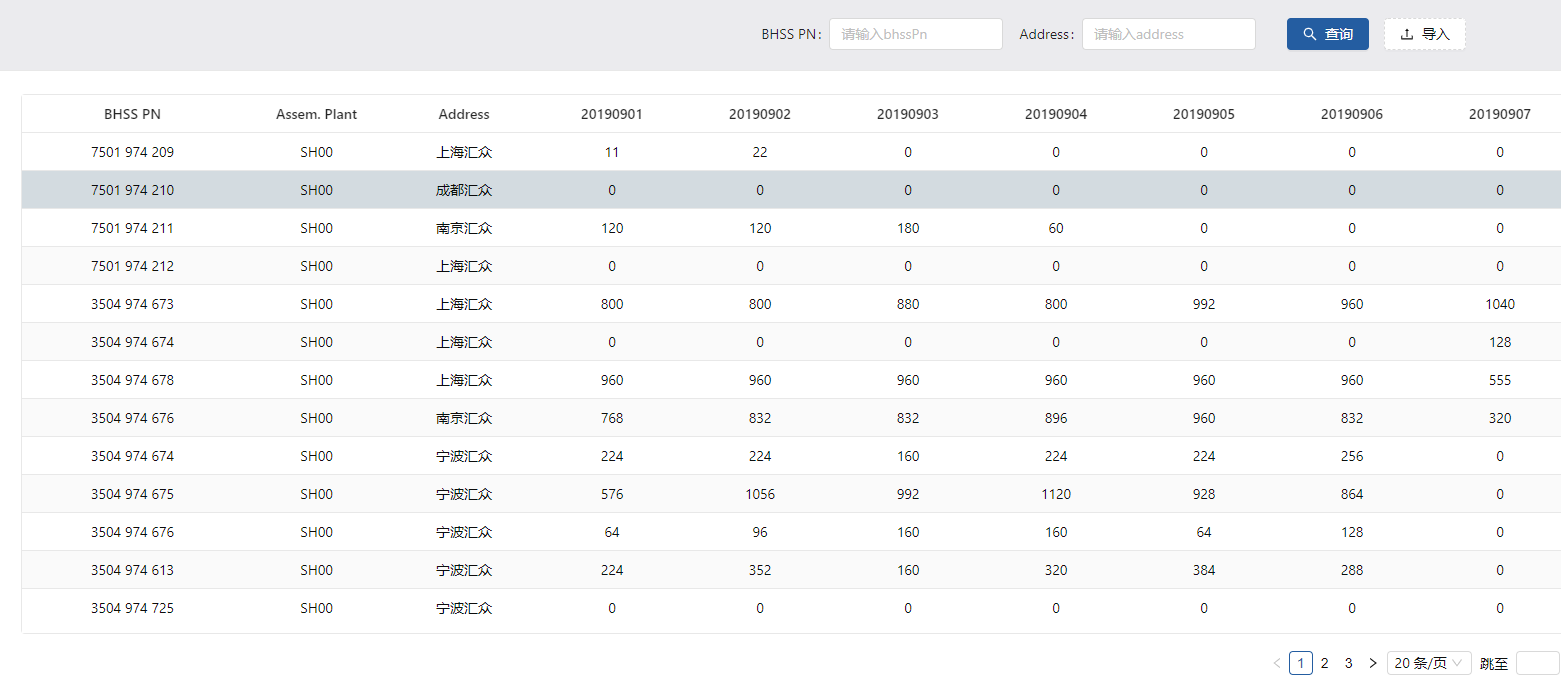 BHSS PN: 请输入bhssPn Address: 请输入address 查询 导入
BHSS PN Assem. Plant Address 20190901 20190902 20190903 20190904 20190905 20190906 20190907
7501 974 209 SH00 上海汇众 11 22 0 0 0 0 0
7501 974 210 SH00 成都汇众 0 0 0 0 0 0 0
7501 974 211 SH00 南京汇众 120 120 180 60 0 0 0
7501 974 212 SH00 上海汇众 0 0 0 0 0 0 0
3504 974 673 SH00 上海汇众 800 800 880 800 992 960 1040
3504 974 674 SH00 上海汇众 0 0 0 0 0 0 128
3504 974 678 SH00 上海汇众 960 960 960 960 960 960 555
3504 974 676 SH00 南京汇众 768 832 832 896 960 832 320
3504 974 674 SH00 宁波汇众 224 224 160 224 224 256 0
3504 974 675 SH00 宁波汇众 576 1056 992 1120 928 864 0
3504 974 676 SH00 宁波汇众 64 96 160 160 64 128 0
3504 974 613 SH00 宁波汇众 224 352 160 320 384 288 0
3504 974 725 SH00 宁波汇众 0 0 0 0 0 0 0
< 1 2 3 > 20 条/页 跳至